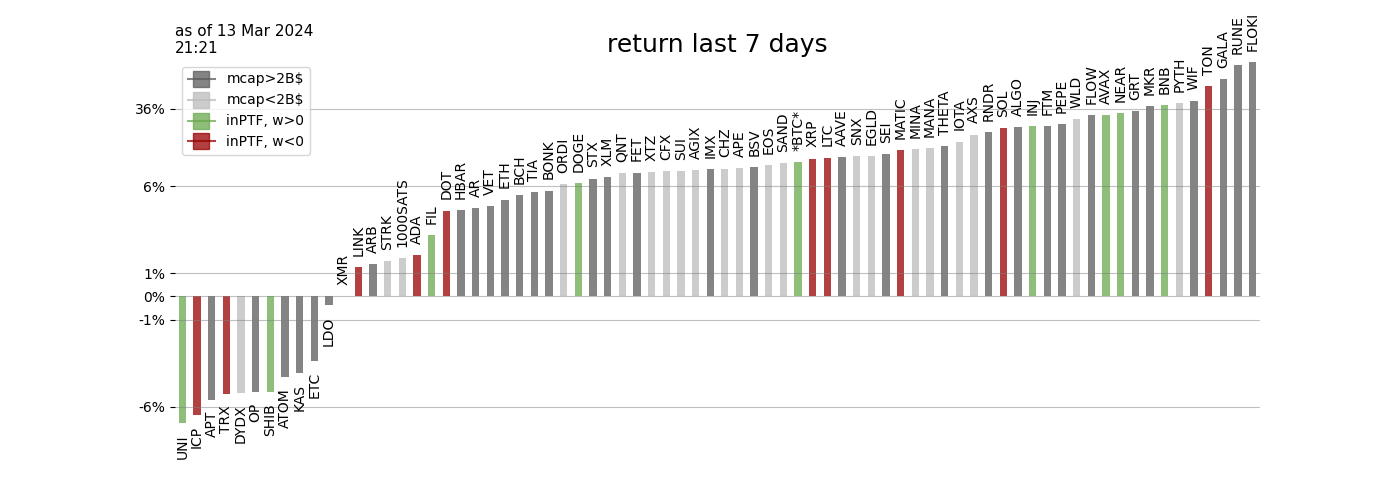 as of 13 Mar 2024
21:21
return last 7 days
mcap>2B$
mcap<2B$
inPTF, w>0
inPTF, w<0
36%
6%
1%
0%
-1%
-6%
UNI
ICP
APT
TRX
DYDX
OP
SHIB
ATOM
KAS
ETC
LDO
XMR
LINK
ARB
STRK
1000SATS
ADA
FIL
DOT
HBAR
AR
VET
ETH
BCH
TIA
BONK
ORDI
DOGE
STX
XLM
QNT
FET
XTZ
CFX
SUI
AGIX
IMX
CHZ
APE
BSV
EOS
SAND
*BTC*
XRP
LTC
AAVE
SNX
EGLD
SEI
MATIC
MINA
MANA
THETA
IOTA
AXS
RNDR
SOL
ALGO
INJ
FTM
PEPE
WLD
FLOW
AVAX
NEAR
GRT
MKR
BNB
PYTH
WIF
TON
GALA
RUNE
FLOKI